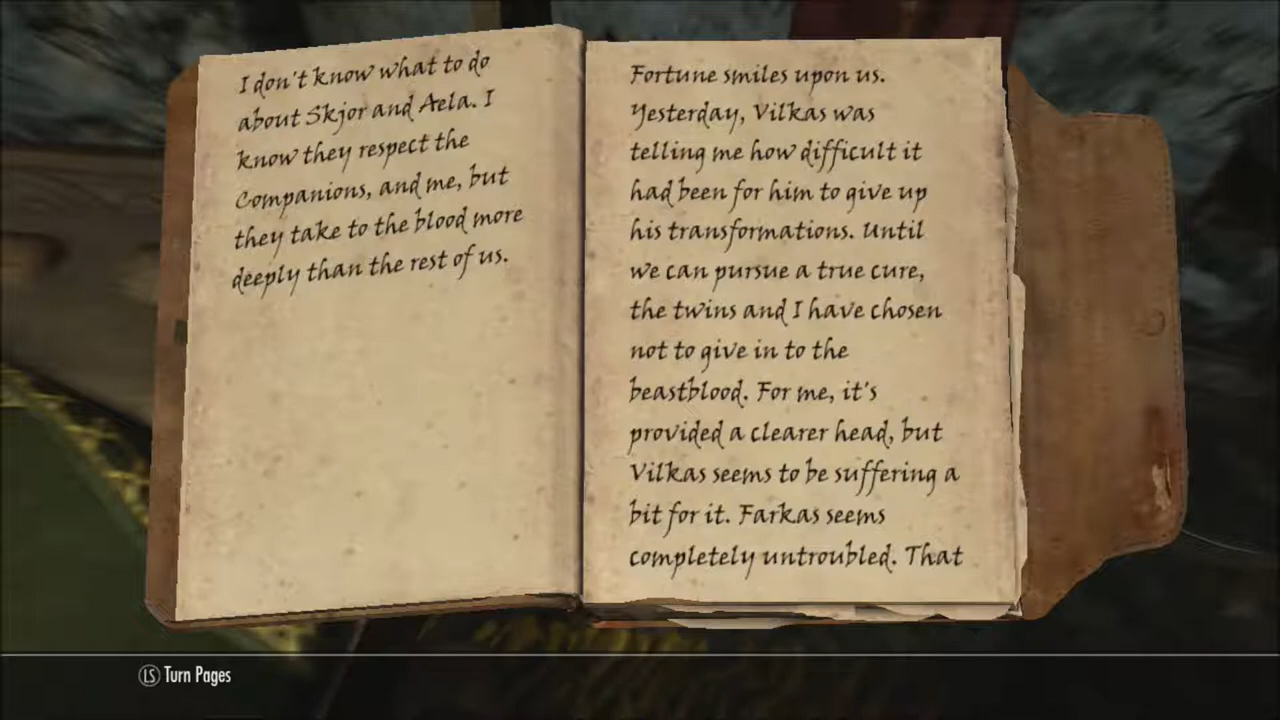 I don't know what to do
about Skjor and Aela. I
know they respect the
Companions, and me, but
they take to the blood more
deeply than the rest of us.
Fortune smiles upon us.
Yesterday, Vilkas was
telling me how difficult it
had been for him to give up
his transformations. Until
we can pursue a true cure,
the twins and I have chosen
not to give in to the
beastblood. For me, it's
provided a clearer head, but
Vilkas seems to be suffering a
bit for it. Farkas seems
completely untroubled. That
LS Turn Pages